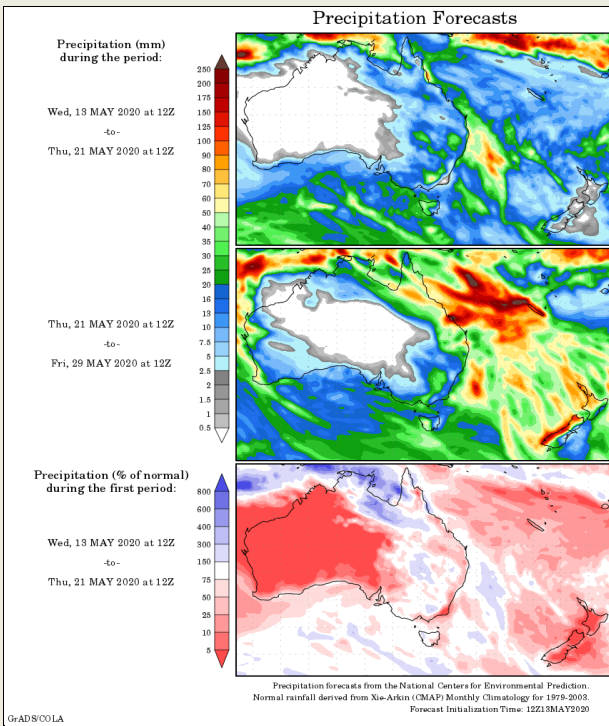 Precipitation Forecasts
Precipitation (mm)
during the period:
Wed, 13 MAY 2020 at 12Z
-to-
Thu, 21 MAY 2020 at 12Z
250
200
175
150
125
100
90
80
70
60
50
40
35
30
25
20
16
13
10
7.5
5
2.5
2
1.5
1
0.5
Thu, 21 MAY 2020 at 12Z
-to-
Fri, 29 MAY 2020 at 12Z
Precipitation (% of normal)
during the first period:
Wed, 13 MAY 2020 at 12Z
-to-
Thu, 21 MAY 2020 at 12Z
800
600
400
300
150
75
50
25
10
5
Precipitation forecasts from the National Centers for Environmental Prediction.
Normal rainfall derived from Xie-Arkin (CMAP) Monthly Climatology for 1979-2003.
Forecast Initialization Time: 12Z13MAY2020
GrADS/COLA